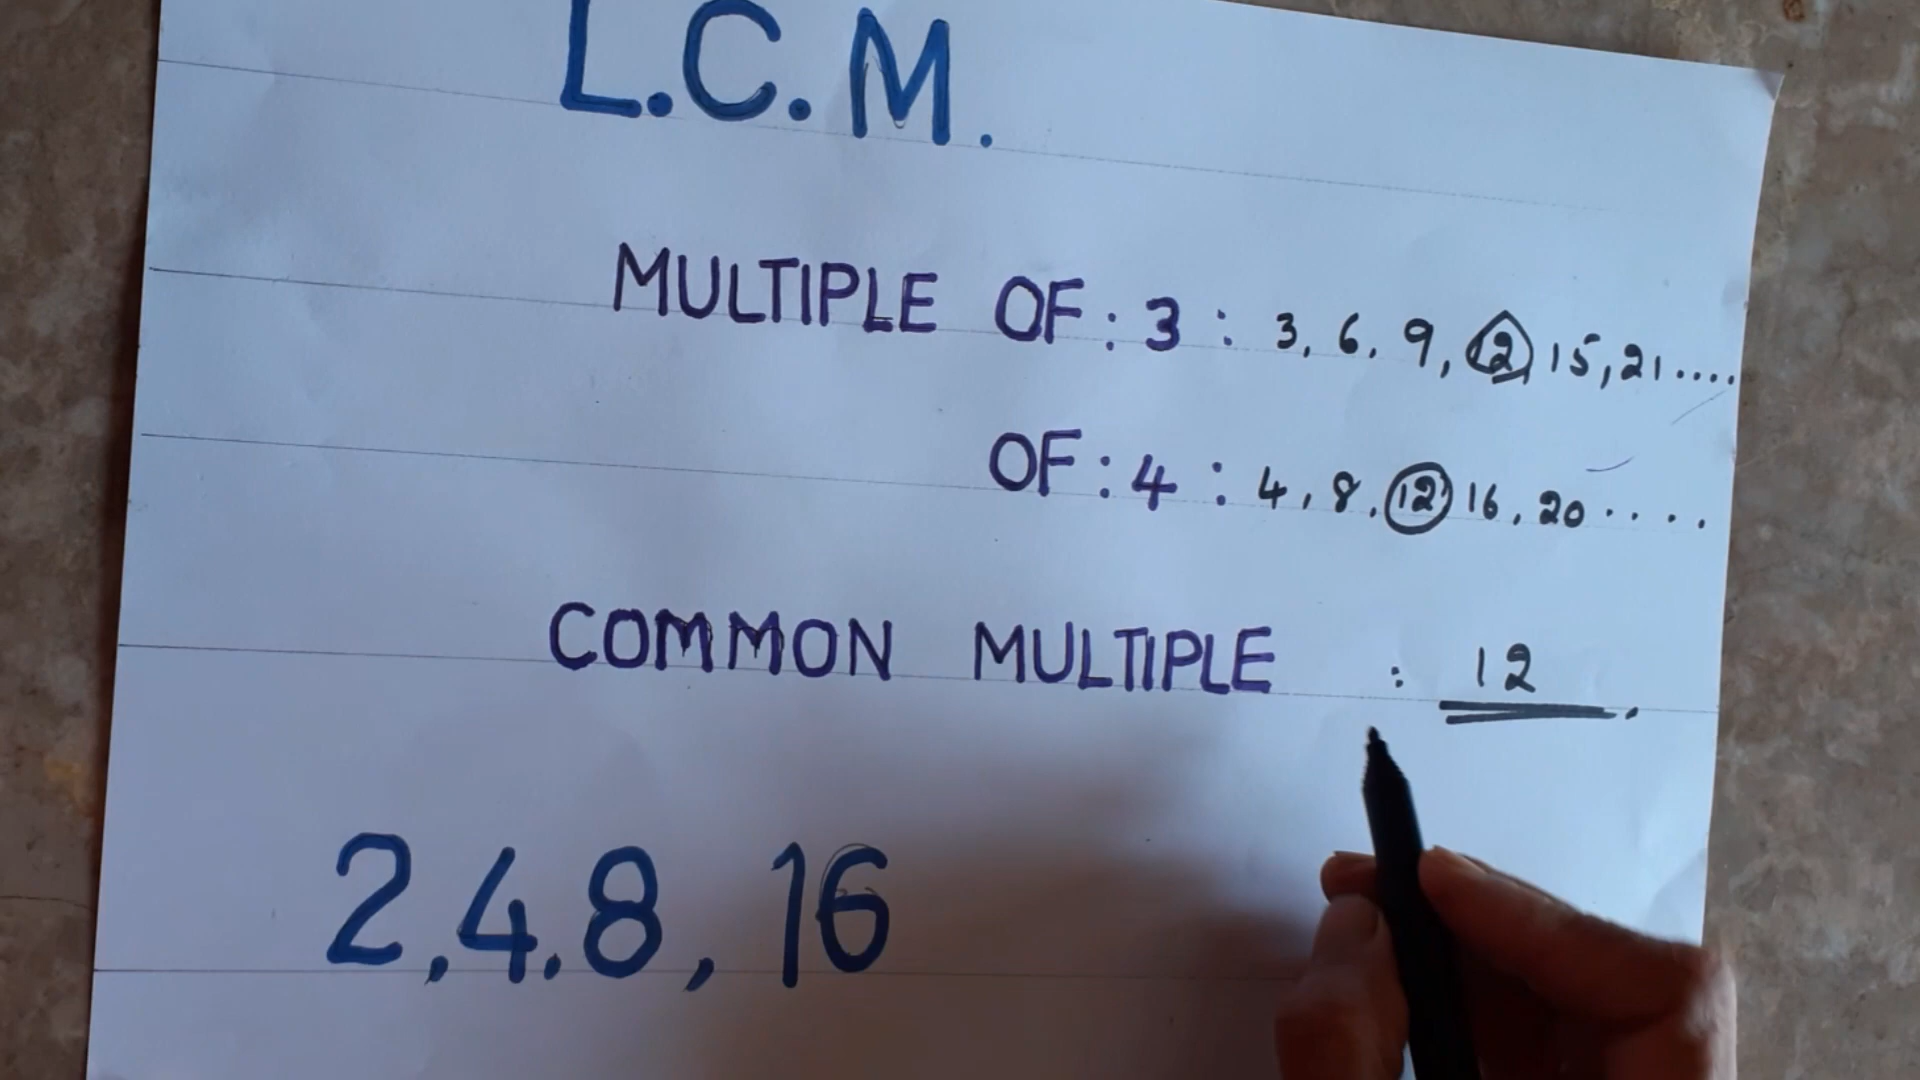 L.C.M.
MULTIPLE OF : 3 : 3, 6, 9, 12, 15, 21....
OF : 4 : 4, 8, 12, 16, 20....
COMMON MULTIPLE : 12.
2,4.8, 16